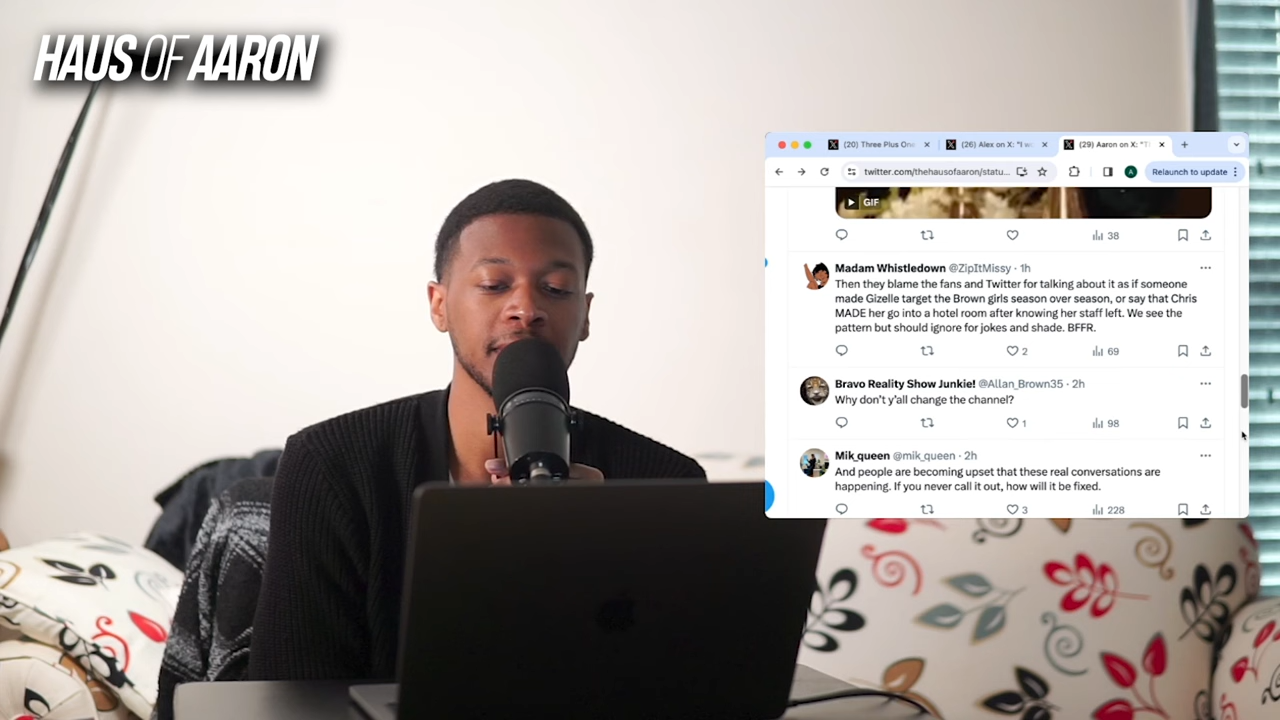 HAUS OF AARON
(20) Three Plus On
(26) Alex on X: "I w
(29) Aaron on X: "T
twitter.com/thehausofaaron/statu...
A
Relaunch to update
GIF
38
Madam Whistledown @ZipItMissy · 1h
Then they blame the fans and Twitter for talking about it as if someone
made Gizelle target the Brown girls season over season, or say that Chris
MADE her go into a hotel room after knowing her staff left. We see the
pattern but should ignore for jokes and shade. BFFR.
2
69
Bravo Reality Show Junkie! @Allan_Brown35 · 2h
Why don't y'all change the channel?
1
98
Mik_queen @mik_queen · 2h
And people are becoming upset that these real conversations are
happening. If you never call it out, how will it be fixed.
3
228